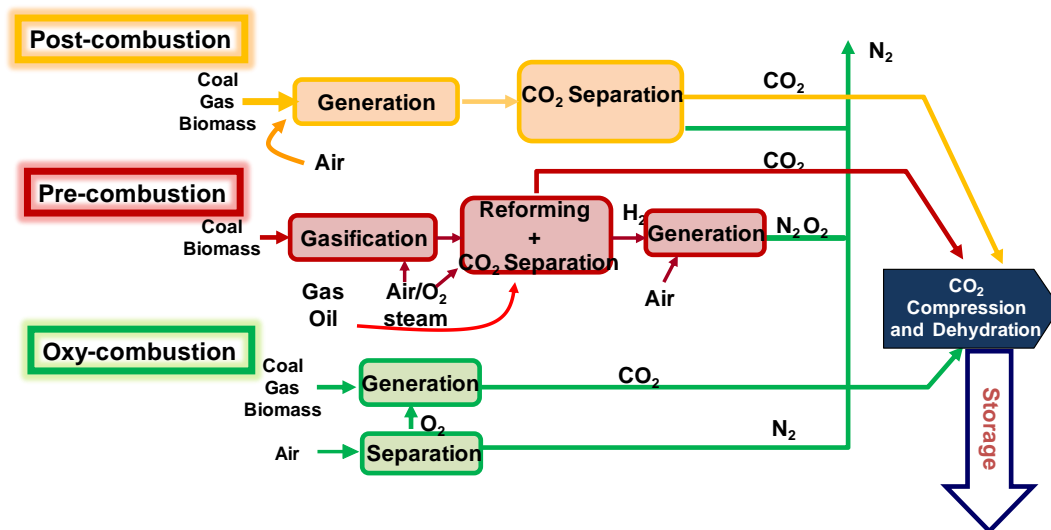 Post-combustion
N₂
Coal
Gas
Biomass
Generation
CO₂ Separation
CO₂
Air
CO₂
Pre-combustion
Coal
Biomass
Gasification
Reforming
+
CO₂ Separation
H₂
Generation
N₂O₂
Gas
Oil
Air/O₂
steam
Air
CO₂
Compression
and Dehydration
Oxy-combustion
Coal
Gas
Biomass
Generation
CO₂
O₂
Air
Separation
N₂
Storage